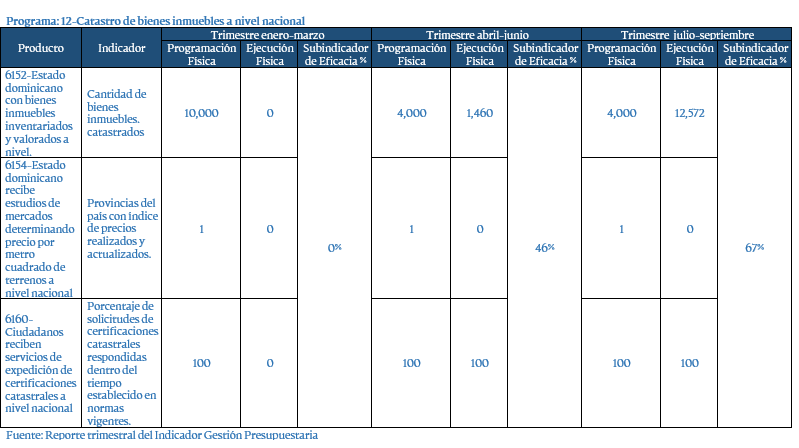 Programa: 12-Catastro de bienes inmuebles a nivel nacional
Producto
Indicador
Trimestre enero-marzo
Trimestre abril-junio
Trimestre julio-septiembre
Programación
Física
Ejecución
Física
Subindicador
de Eficacia %
Programación
Física
Ejecución
Física
Subindicador
de Eficacia %
Programación
Física
Ejecución
Física
Subindicador
de Eficacia %
6152-Estado
dominicano
con bienes
inmuebles
inventariados
y valorados a
nivel.
Cantidad de
bienes
inmuebles.
catastrados
10,000
0
4,000
1,460
4,000
12,572
6154-Estado
dominicano
recibe
estudios de
mercados
determinando
precio por
metro
cuadrado de
terrenos a
nivel nacional
Provincias del
país con índice
de precios
realizados y
actualizados.
1
0
0%
1
0
46%
1
0
67%
6160-
Ciudadanos
reciben
servicios de
expedición de
certificaciones
catastrales a
nivel nacional
Porcentaje de
solicitudes de
certificaciones
catastrales
respondidas
dentro del
tiempo
establecido en
normas
vigentes.
100
0
100
100
100
100
Fuente: Reporte trimestral del Indicador Gestión Presupuestaria